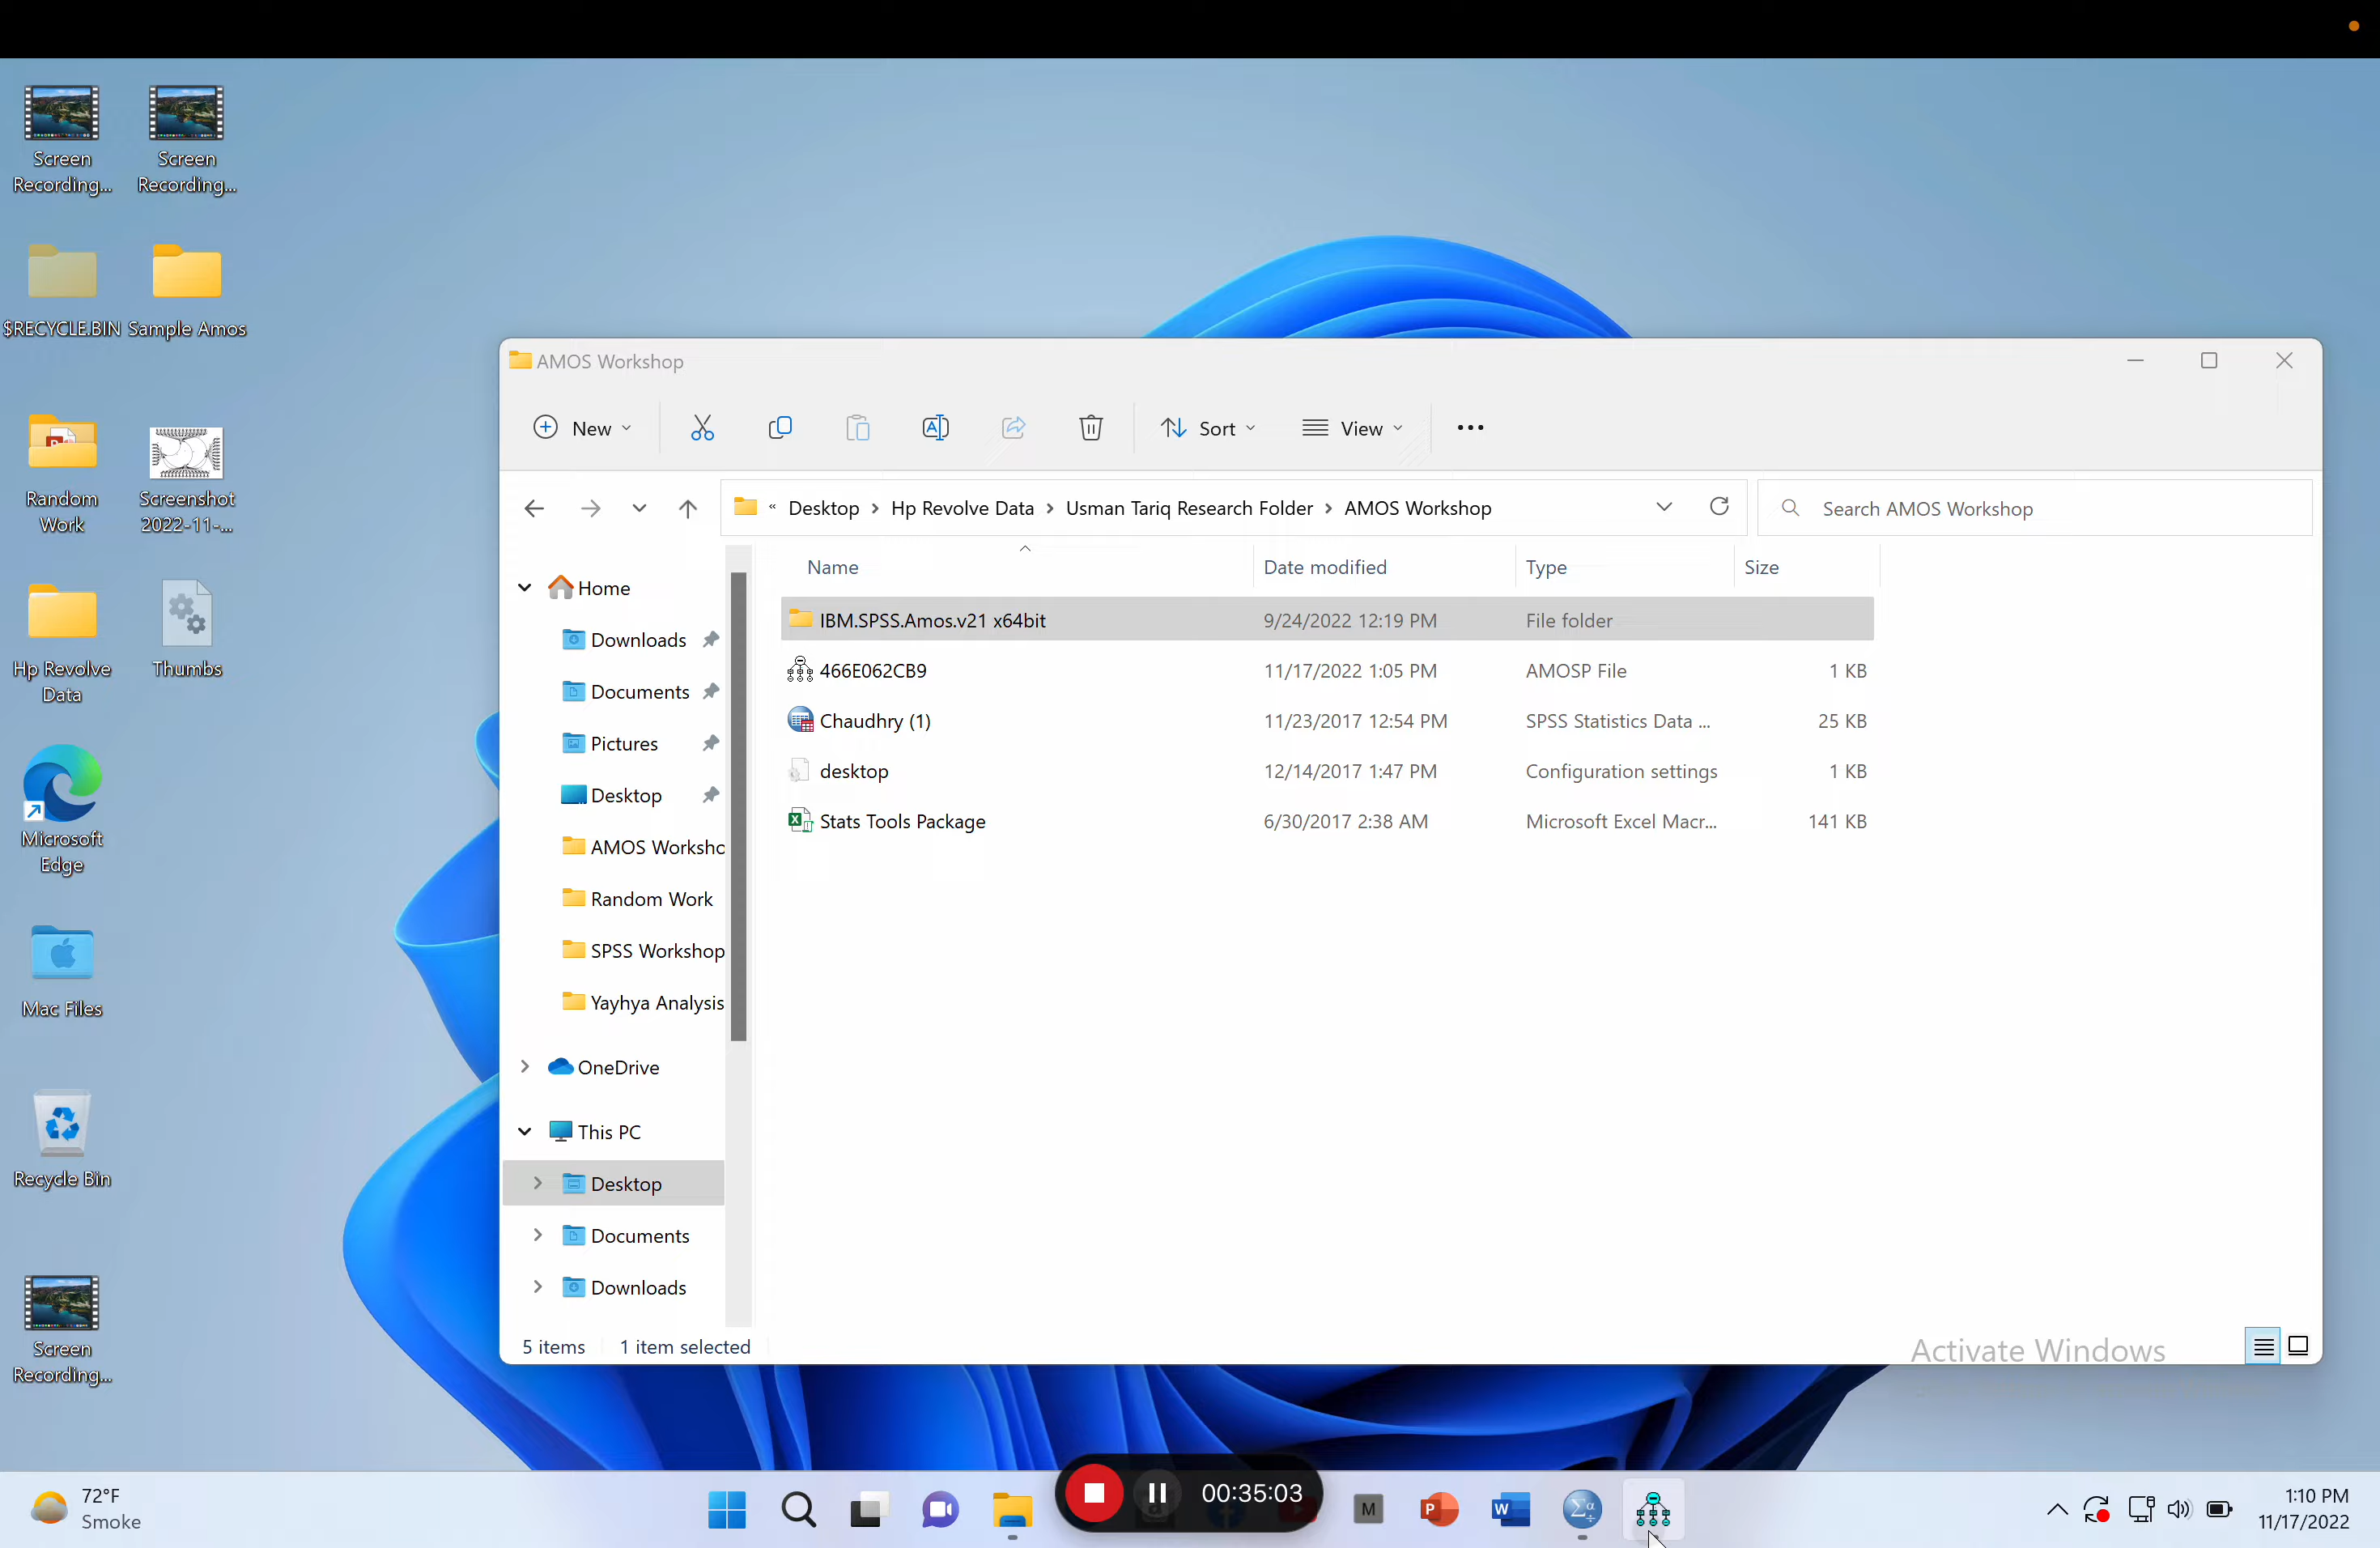 Screen
Recording...
Screen
Recording...
$RECYCLE.BIN
Sample Amos
Random
Work
Screenshot
2022-11-...
Hp Revolve
Data
Thumbs
Microsoft
Edge
Mac Files
Recycle Bin
Screen
Recording...
AMOS Workshop
New
Sort
View
« Desktop > Hp Revolve Data > Usman Tariq Research Folder > AMOS Workshop
Search AMOS Workshop
Home
Downloads
Documents
Pictures
Desktop
AMOS Worksho
Random Work
SPSS Workshop
Yayhya Analysis
OneDrive
This PC
Desktop
Documents
Downloads
Name Date modified Type Size
IBM.SPSS.Amos.v21 x64bit 9/24/2022 12:19 PM File folder
466E062CB9 11/17/2022 1:05 PM AMOSP File 1 KB
Chaudhry (1) 11/23/2017 12:54 PM SPSS Statistics Data ... 25 KB
desktop 12/14/2017 1:47 PM Configuration settings 1 KB
Stats Tools Package 6/30/2017 2:38 AM Microsoft Excel Macr... 141 KB
5 items 1 item selected
Activate Windows
72°F
Smoke
00:35:03
M
P
W
Σα
1:10 PM
11/17/2022